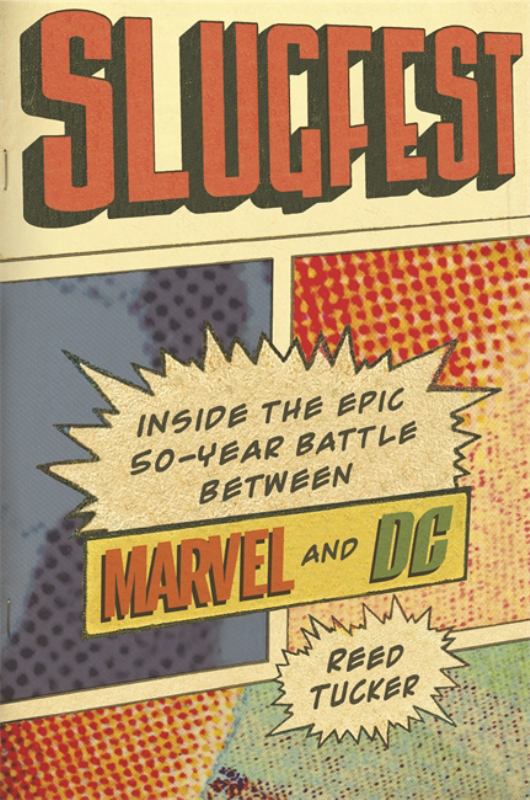 SLUGFEST
INSIDE THE EPIC
50-YEAR BATTLE
BETWEEN
MARVEL AND DC
REED
TUCKER